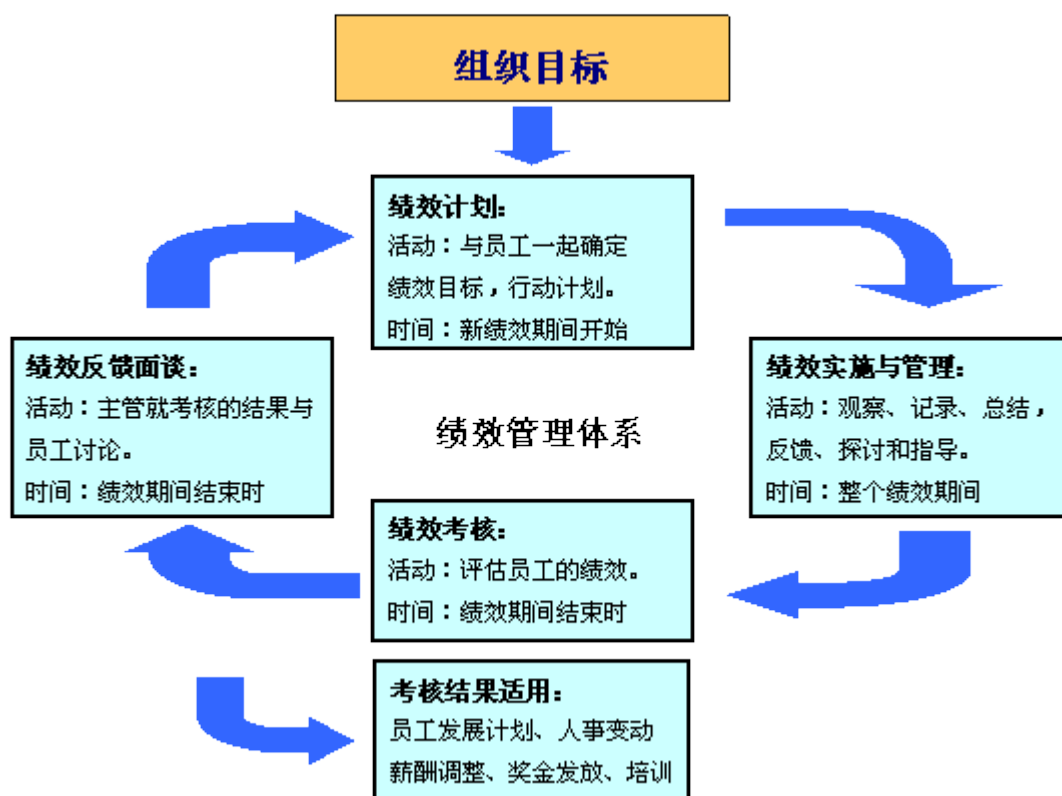 组织目标
绩效计划：
活动：与员工一起确定
绩效目标，行动计划。
时间：新绩效期间开始
绩效反馈面谈：
活动：主管就考核的结果与
员工讨论。
时间：绩效期间结束时
绩效管理体系
绩效实施与管理：
活动：观察、记录、总结，
反馈、探讨和指导。
时间：整个绩效期间
绩效考核：
活动：评估员工的绩效。
时间：绩效期间结束时
考核结果适用：
员工发展计划、人事变动
薪酬调整、奖金发放、培训